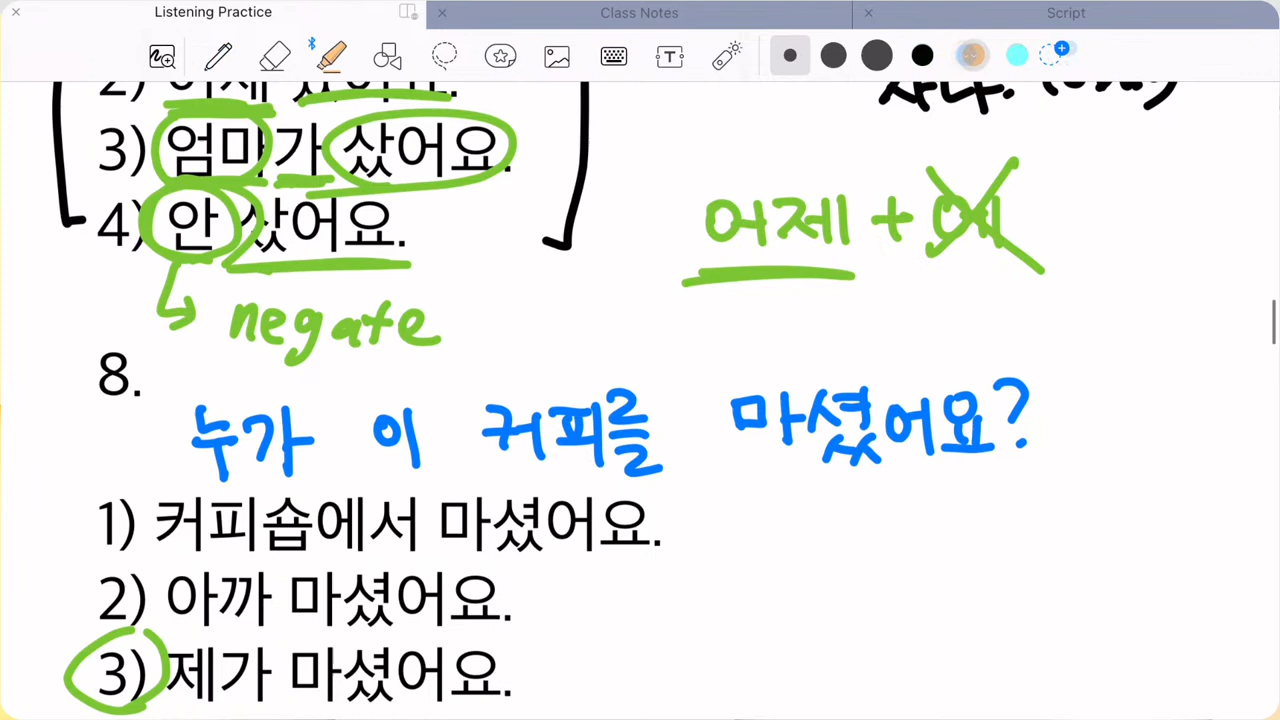 Listening Practice
Class Notes
Script
3) 엄마가 샀어요.
4) 안 샀어요.
어제 + 에
negate
8.
누가 이 커피를 마셨어요?
1) 커피숍에서 마셨어요.
2) 아까 마셨어요.
3) 제가 마셨어요.